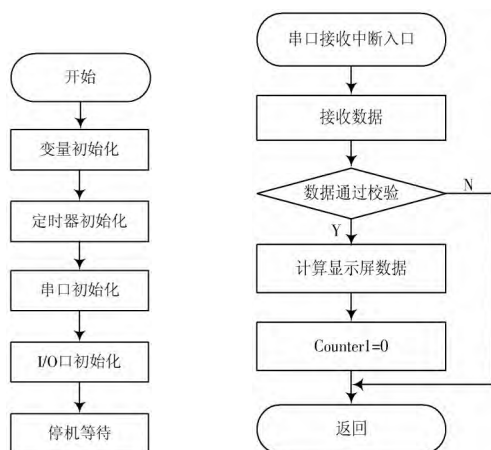 开始
变量初始化
定时器初始化
串口初始化
I/O口初始化
停机等待
串口接收中断入口
接收数据
数据通过校验
N
Y
计算显示屏数据
Counter1=0
返回